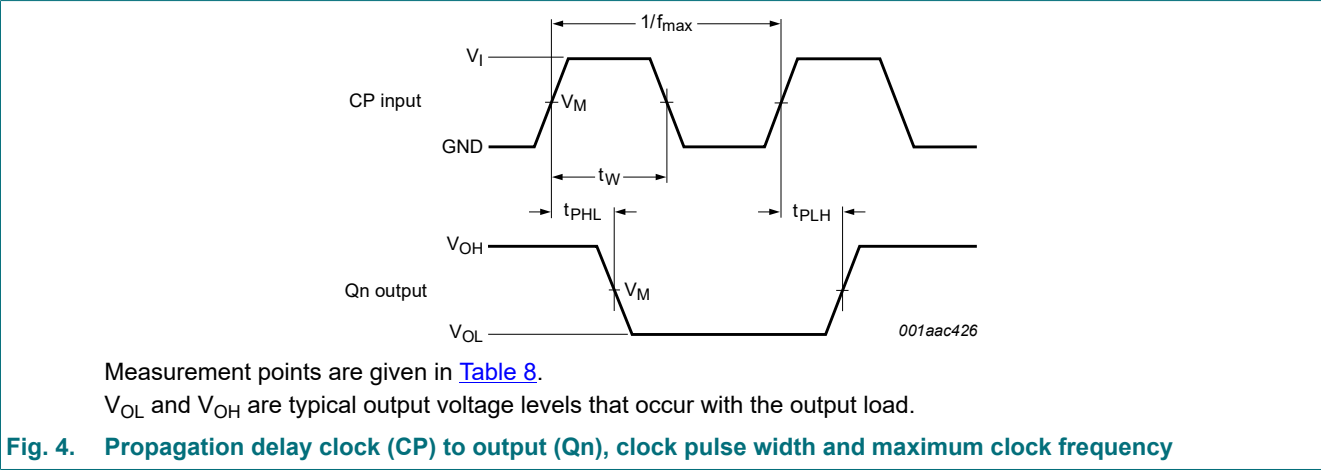 1/fmax
VI
CP input
VM
GND
tW
tPHL
tPLH
VOH
Qn output
VM
VOL
001aac426
Measurement points are given in Table 8.
VOL and VOH are typical output voltage levels that occur with the output load.
Fig. 4. Propagation delay clock (CP) to output (Qn), clock pulse width and maximum clock frequency